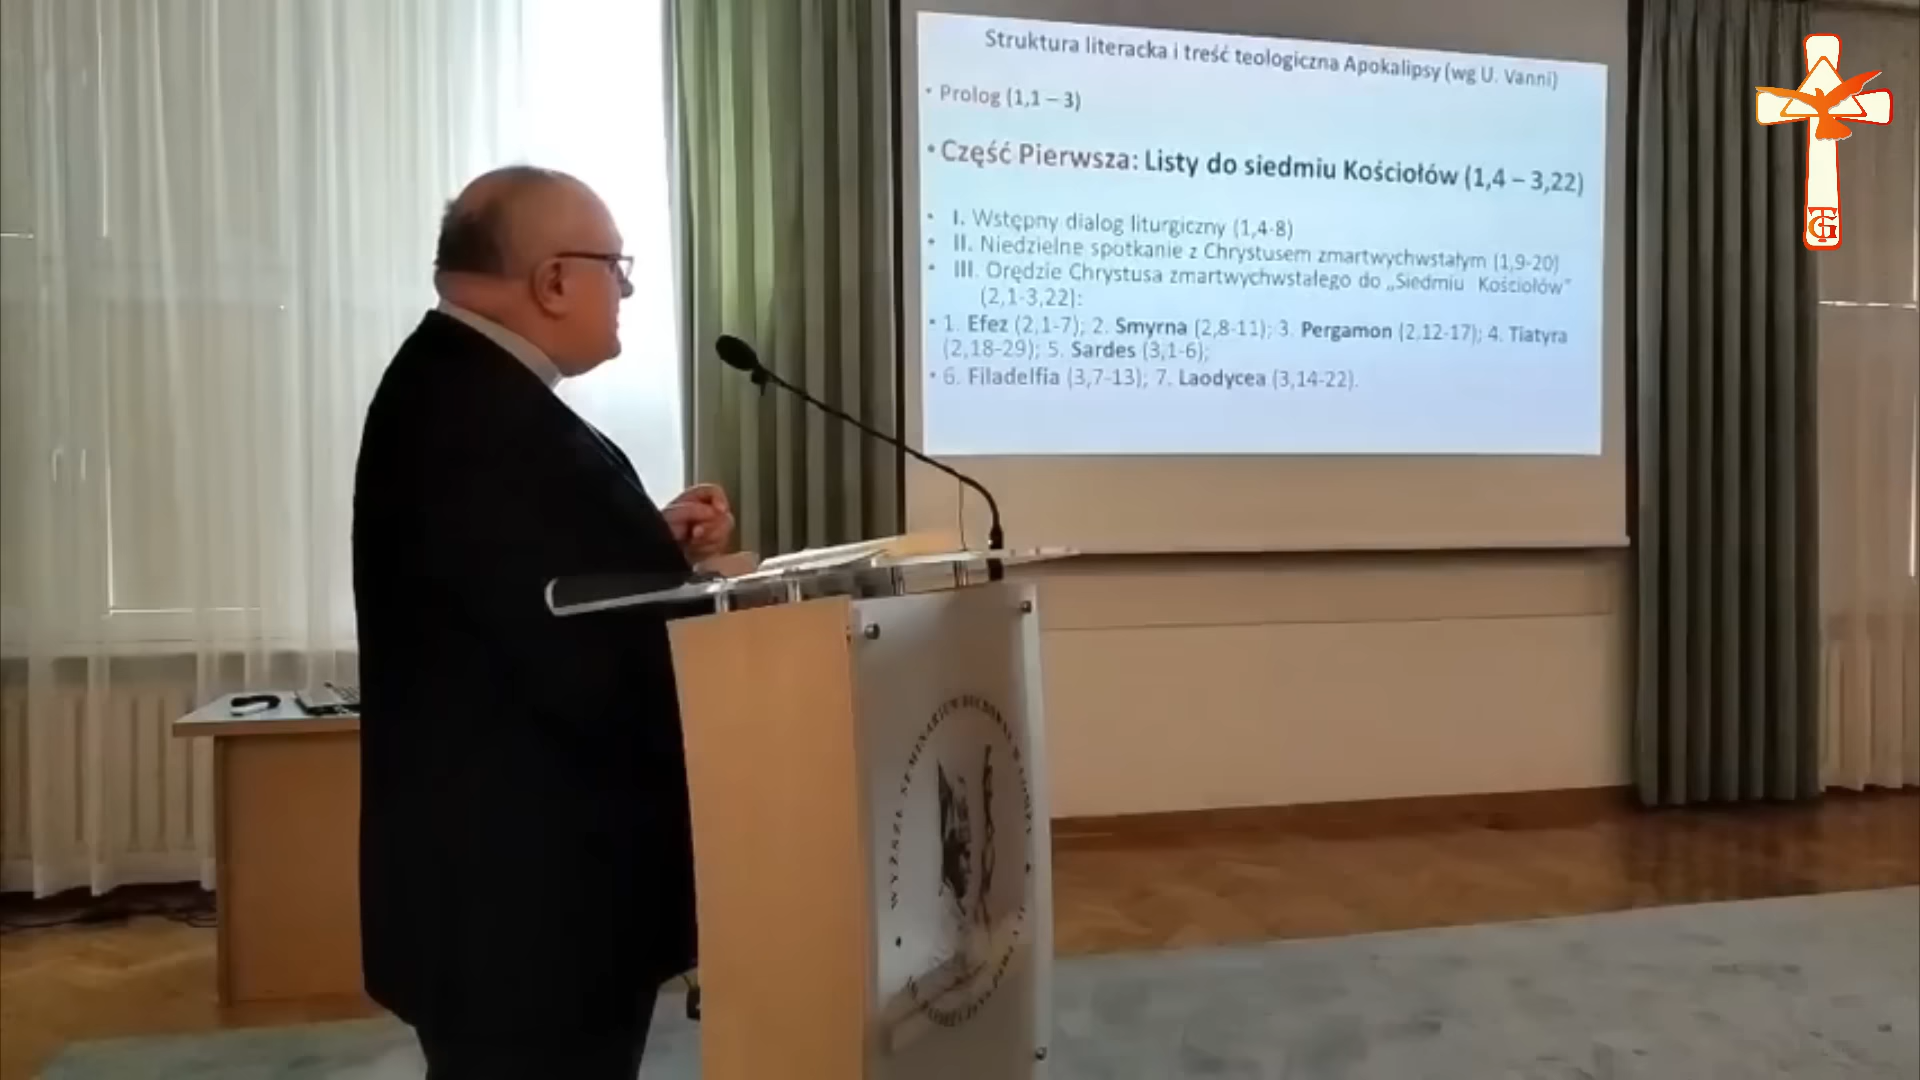 Struktura literacka i treść teologiczna Apokalipsy (wg U. Vanni)
• Prolog (1,1 – 3)
• Część Pierwsza: Listy do siedmiu Kościołów (1,4 – 3,22)
• I. Wstępny dialog liturgiczny (1,4-8)
• II. Niedzielne spotkanie z Chrystusem zmartwychwstałym (1,9-20)
• III. Orędzie Chrystusa zmartwychwstałego do „Siedmiu Kościołów"
(2,1-3,22):
• 1. Efez (2,1-7); 2. Smyrna (2,8-11); 3. Pergamon (2,12-17); 4. Tiatyra
(2,18-29); 5. Sardes (3,1-6);
• 6. Filadelfia (3,7-13); 7. Laodycea (3,14-22).
WYŻSZE SEMINARIUM DUCHOWNE W ŁOMŻY